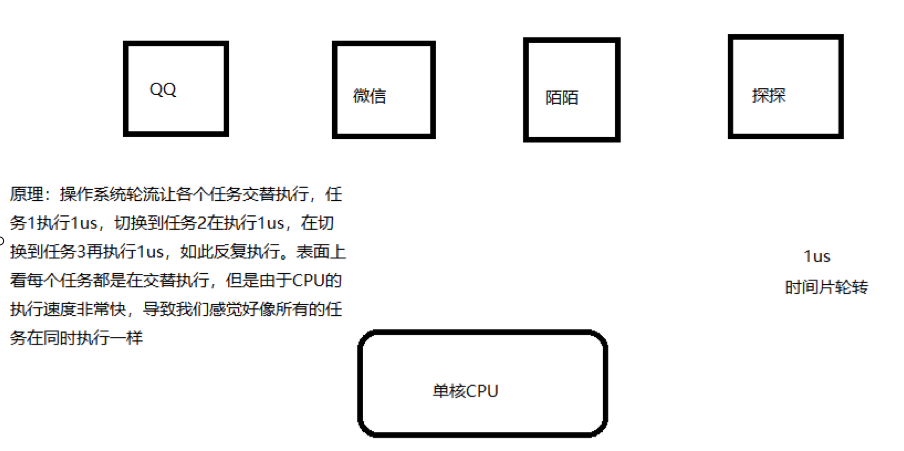 QQ
微信
陌陌
探探
原理：操作系统轮流让各个任务交替执行，任
务1执行1us，切换到任务2在执行1us，在切
换到任务3再执行1us，如此反复执行。表面上
看每个任务都是在交替执行，但是由于CPU的
执行速度非常快，导致我们感觉好像所有的任
务在同时执行一样
1us
时间片轮转
单核CPU